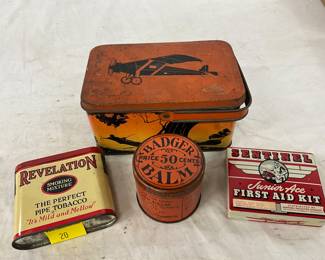 REVELATION
SMOKING
MIXTURE
THE PERFECT
PIPE TOBACCO
"It's Mild and Mellow"
20
BADGER
PRICE 50 CENTS
BALM
SENTINEL
Junior Ace
FIRST AID KIT